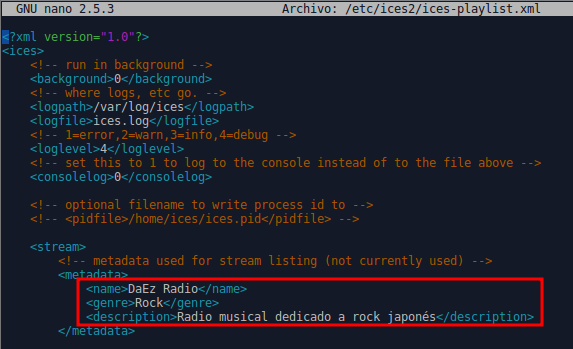 GNU nano 2.5.3 Archivo: /etc/ices2/ices-playlist.xml
<?xml version="1.0"?>
<ices>
<!-- run in background -->
<background>0</background>
<!-- where logs, etc go. -->
<logpath>/var/log/ices</logpath>
<logfile>ices.log</logfile>
<!-- 1=error,2=warn,3=info,4=debug -->
<loglevel>4</loglevel>
<!-- set this to 1 to log to the console instead of to the file above -->
<consolelog>0</consolelog>
<!-- optional filename to write process id to -->
<!-- <pidfile>/home/ices/ices.pid</pidfile> -->
<stream>
<!-- metadata used for stream listing (not currently used) -->
<metadata>
<name>DaEz Radio</name>
<genre>Rock</genre>
<description>Radio musical dedicado a rock japonés</description>
</metadata>